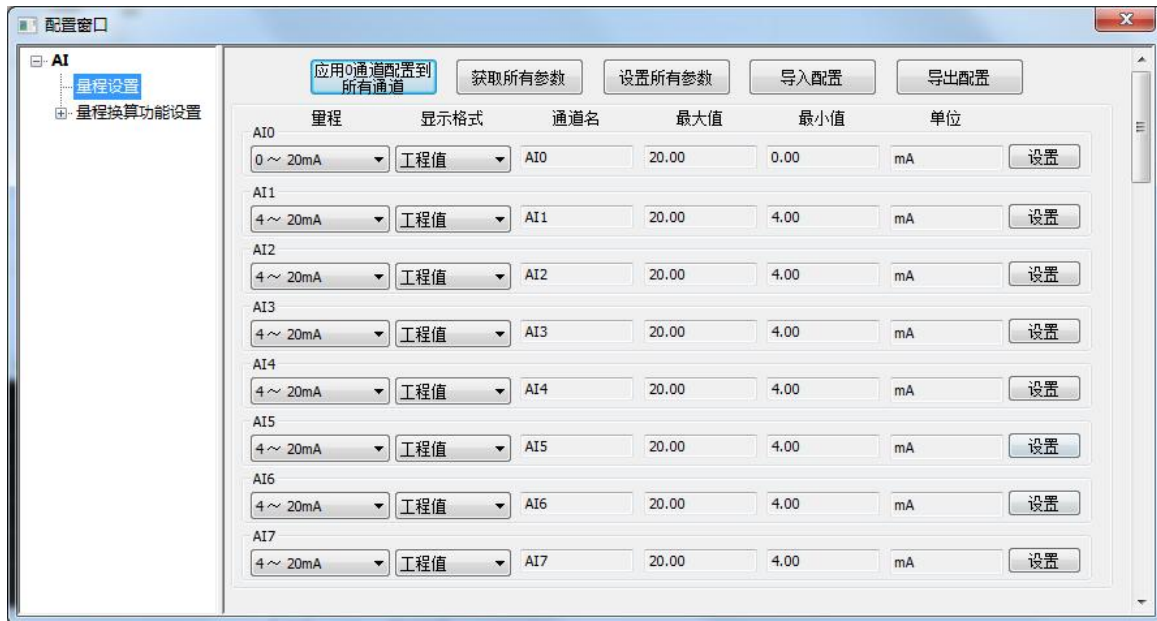 配置窗口
AI
量程设置
量程换算功能设置
应用0通道配置到
所有通道
获取所有参数
设置所有参数
导入配置
导出配置
量程 显示格式 通道名 最大值 最小值 单位
AI0
0～ 20mA 工程值 AI0 20.00 0.00 mA 设置
AI1
4～ 20mA 工程值 AI1 20.00 4.00 mA 设置
AI2
4～ 20mA 工程值 AI2 20.00 4.00 mA 设置
AI3
4～ 20mA 工程值 AI3 20.00 4.00 mA 设置
AI4
4～ 20mA 工程值 AI4 20.00 4.00 mA 设置
AI5
4～ 20mA 工程值 AI5 20.00 4.00 mA 设置
AI6
4～ 20mA 工程值 AI6 20.00 4.00 mA 设置
AI7
4～ 20mA 工程值 AI7 20.00 4.00 mA 设置